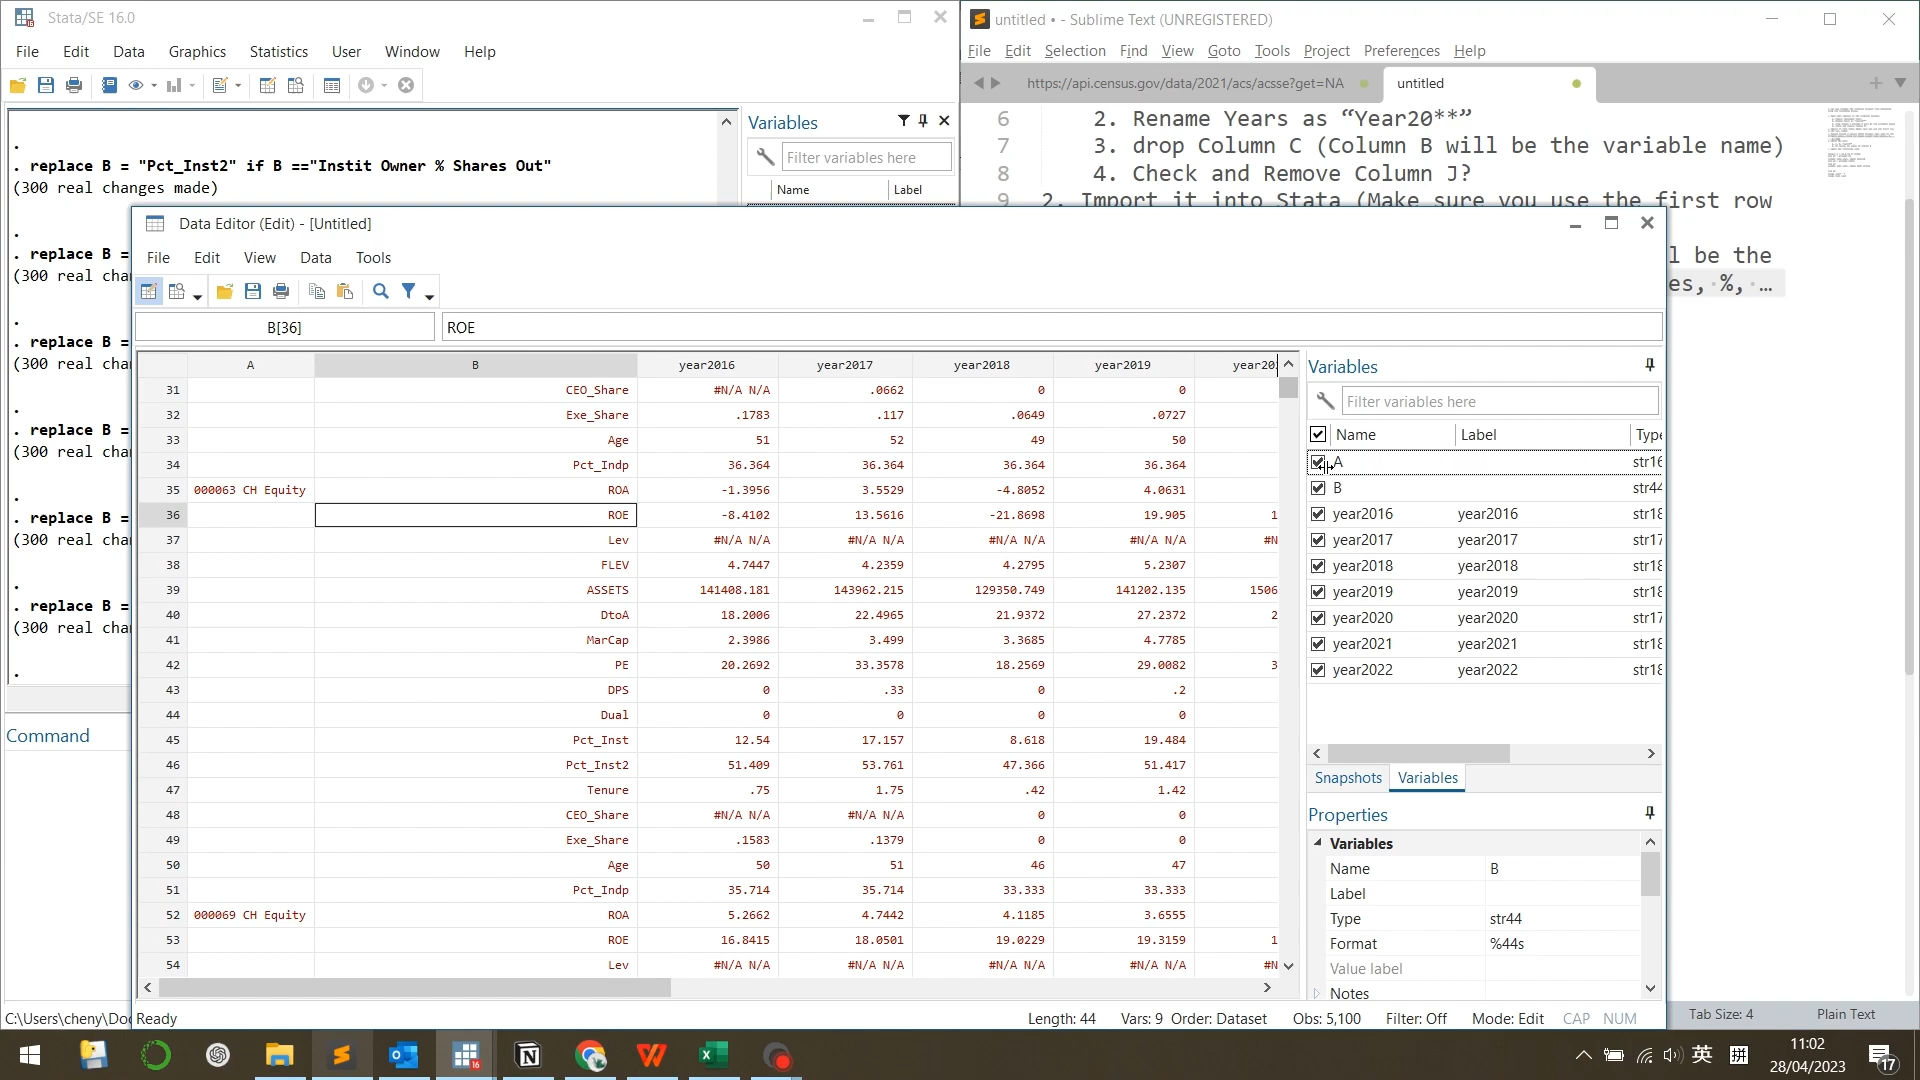 Stata/SE 16.0
File Edit Data Graphics Statistics User Window Help
.
. replace B = "Pct_Inst2" if B =="Instit Owner % Shares Out"
(300 real changes made)
.
. replace B =
(300 real cha
.
. replace B =
(300 real cha
.
. replace B =
(300 real cha
.
. replace B =
(300 real cha
.
. replace B =
(300 real cha
.
Command
C:\Users\cheny\Doc
Variables
Filter variables here
Name Label
untitled • - Sublime Text (UNREGISTERED)
File Edit Selection Find View Goto Tools Project Preferences Help
https://api.census.gov/data/2021/acs/acsse?get=NA
untitled
6 2. Rename Years as “Year20**”
7 3. drop Column C (Column B will be the variable name)
8 4. Check and Remove Column J?
9 2. Import it into Stata (Make sure you use the first row
l be the
es, %, …
Tab Size: 4 Plain Text
Data Editor (Edit) - [Untitled]
File Edit View Data Tools
B[36] ROE
A B year2016 year2017 year2018 year2019 year20
31 CEO_Share #N/A N/A .0662 0 0
32 Exe_Share .1783 .117 .0649 .0727
33 Age 51 52 49 50
34 Pct_Indp 36.364 36.364 36.364 36.364
35 000063 CH Equity ROA -1.3956 3.5529 -4.8052 4.0631
36 ROE -8.4102 13.5616 -21.8698 19.905 1
37 Lev #N/A N/A #N/A N/A #N/A N/A #N/A N/A #N
38 FLEV 4.7447 4.2359 4.2795 5.2307
39 ASSETS 141408.181 143962.215 129350.749 141202.135 1506
40 DtoA 18.2006 22.4965 21.9372 27.2372 2
41 MarCap 2.3986 3.499 3.3685 4.7785
42 PE 20.2692 33.3578 18.2569 29.0082 3
43 DPS 0 .33 0 .2
44 Dual 0 0 0 0
45 Pct_Inst 12.54 17.157 8.618 19.484
46 Pct_Inst2 51.409 53.761 47.366 51.417
47 Tenure .75 1.75 .42 1.42
48 CEO_Share #N/A N/A #N/A N/A 0 0
49 Exe_Share .1583 .1379 0 0
50 Age 50 51 46 47
51 Pct_Indp 35.714 35.714 33.333 33.333
52 000069 CH Equity ROA 5.2662 4.7442 4.1185 3.6555
53 ROE 16.8415 18.0501 19.0229 19.3159 1
54 Lev #N/A N/A #N/A N/A #N/A N/A #N/A N/A #N
Variables
Filter variables here
Name Label Type
A str16
B str44
year2016 year2016 str18
year2017 year2017 str17
year2018 year2018 str18
year2019 year2019 str18
year2020 year2020 str17
year2021 year2021 str18
year2022 year2022 str18
Snapshots Variables
Properties
Variables
Name B
Label
Type str44
Format %44s
Value label
Notes
Ready Length: 44 Vars: 9 Order: Dataset Obs: 5,100 Filter: Off Mode: Edit CAP NUM
英 拼 11:02
28/04/2023
17